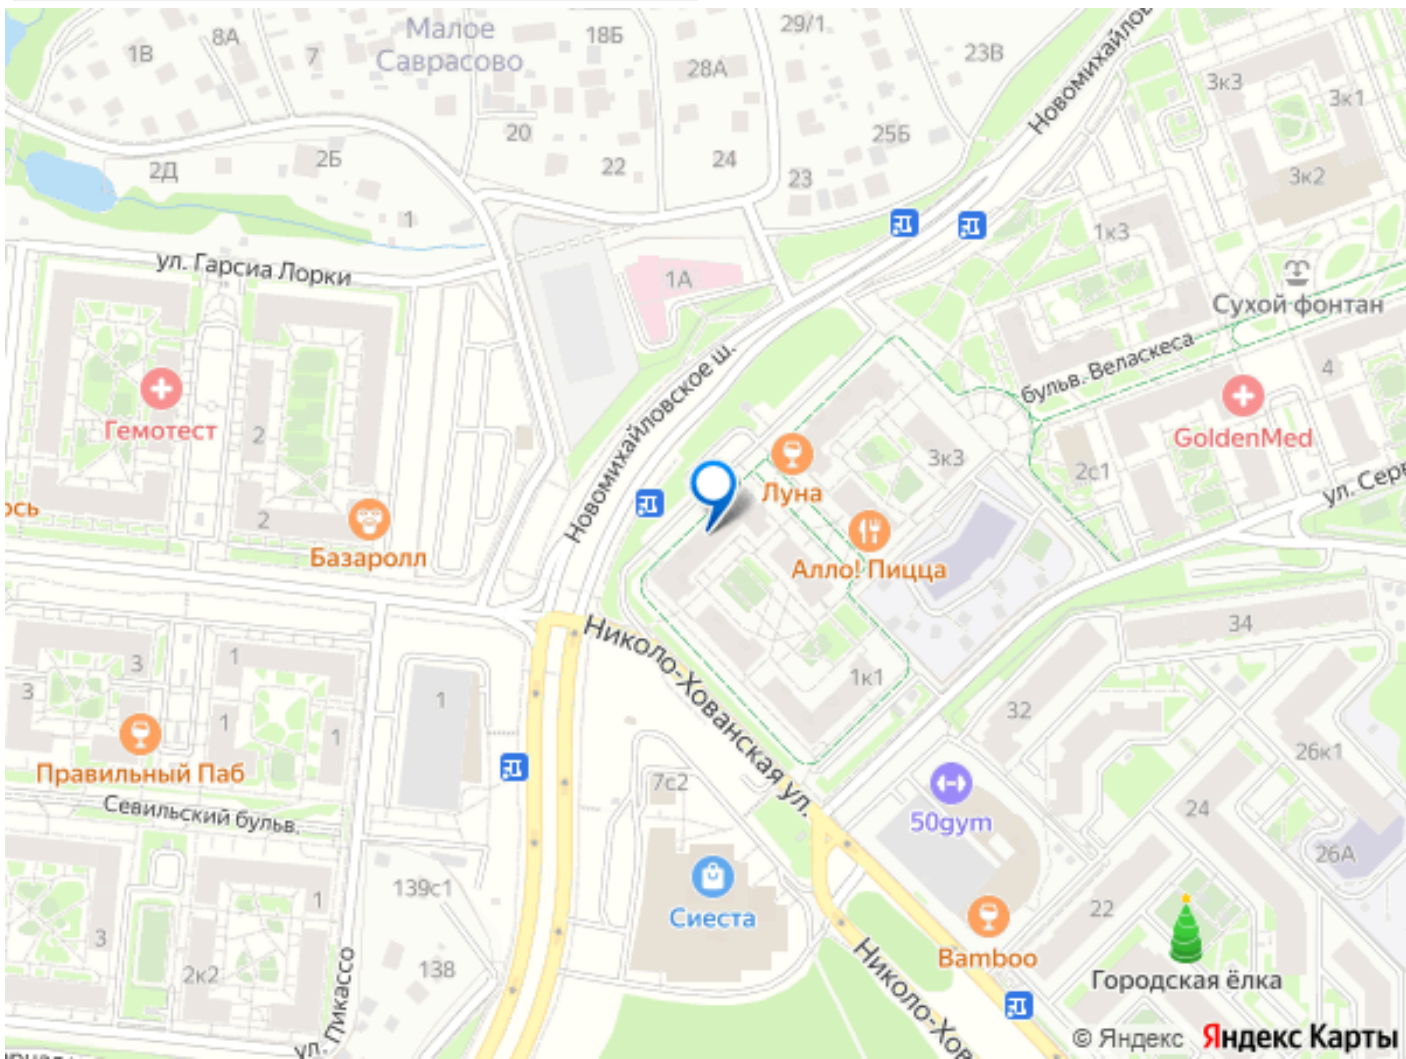 Малое
Саврасово
1В
8А
7
18Б
29/1
28А
23В
Новомихайлов
3к3
3к1
3к2
2Д
2Б
20
22
24
25Б
23
1
1к3
ул. Гарсиа Лорки
1А
Сухой фонтан
Новомихайловское ш.
бульв. Веласкеса
4
Гемотест
2
GoldenMed
2с1
ул. Серв
3к3
Луна
ось
2
Базаролл
Алло! Пицца
Николо-Хованская ул.
34
3
1
3
1
1
1
1к1
32
26к1
Правильный Паб
7с2
Севильский бульв.
50gym
24
26А
139с1
1
Сиеста
22
3
Bamboo
2к2
13В
Городская ёлка
ул. Пикассо
Николо-Хов
© Яндекс Яндекс Карты